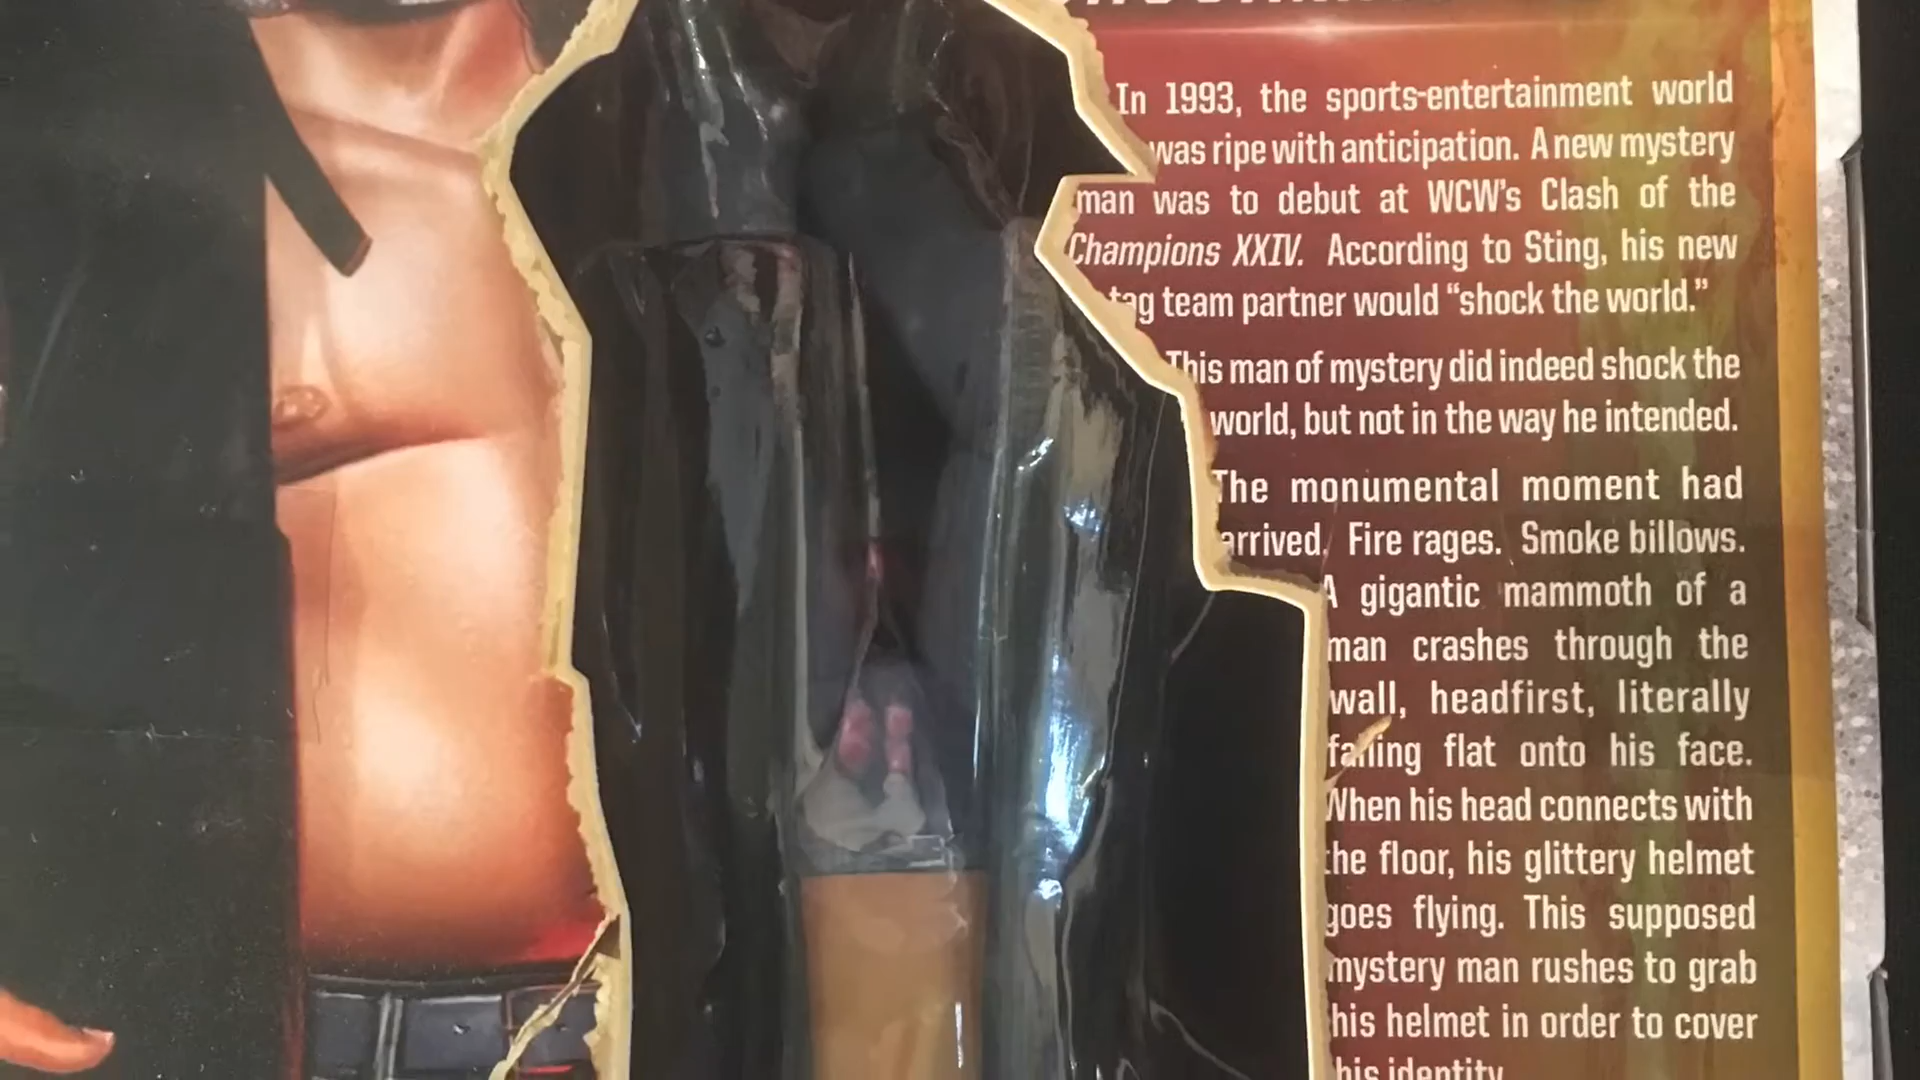 In 1993, the sports-entertainment world
was ripe with anticipation. A new mystery
man was to debut at WCW's Clash of the
Champions XXIV. According to Sting, his new
tag team partner would “shock the world.”
This man of mystery did indeed shock the
world, but not in the way he intended.
The monumental moment had
arrived. Fire rages. Smoke billows.
A gigantic mammoth of a
man crashes through the
wall, headfirst, literally
falling flat onto his face.
When his head connects with
the floor, his glittery helmet
goes flying. This supposed
mystery man rushes to grab
his helmet in order to cover
his identity.